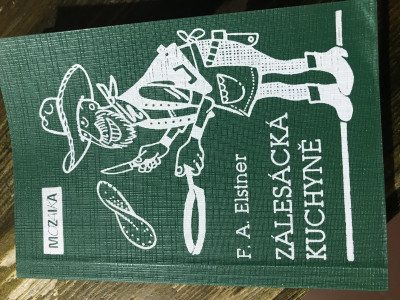 MOZAIKA
F. A. Elstner
ZÁLESÁCKÁ
KUCHYNĚ